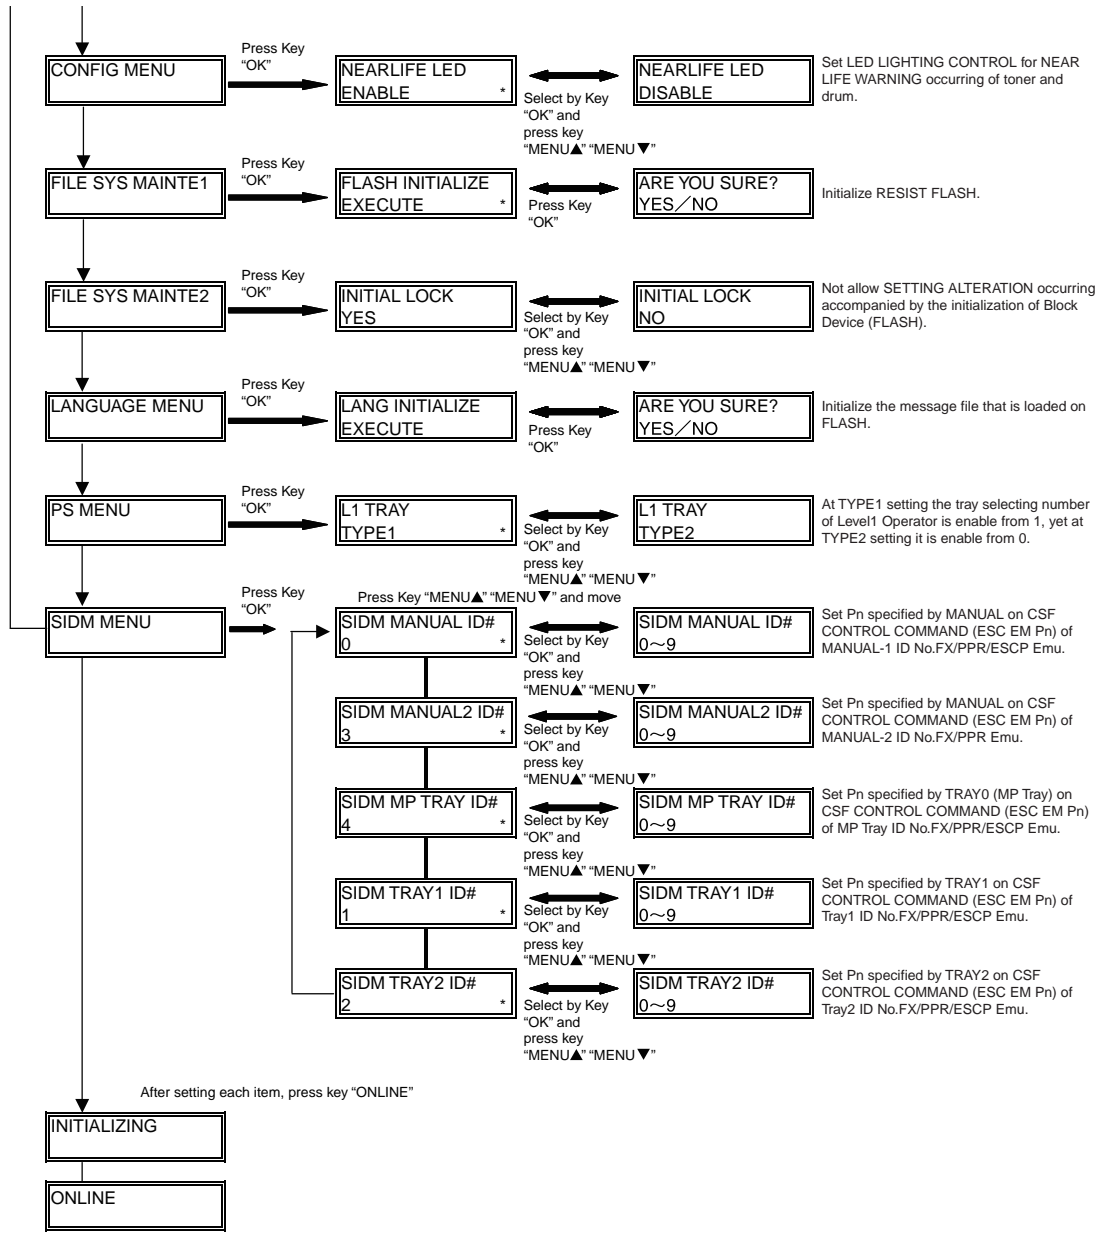 CONFIG MENU
Press Key
“OK”
NEARLIFE LED
ENABLE *
Select by Key
“OK” and
press key
“MENU▲” “MENU▼”
NEARLIFE LED
DISABLE
Set LED LIGHTING CONTROL for NEAR
LIFE WARNING occurring of toner and
drum.
FILE SYS MAINTE1
Press Key
“OK”
FLASH INITIALIZE
EXECUTE *
Press Key
“OK”
ARE YOU SURE?
YES／NO
Initialize RESIST FLASH.
FILE SYS MAINTE2
Press Key
“OK”
INITIAL LOCK
YES
Select by Key
“OK” and
press key
“MENU▲” “MENU▼”
INITIAL LOCK
NO
Not allow SETTING ALTERATION occurring
accompanied by the initialization of Block
Device (FLASH).
LANGUAGE MENU
Press Key
“OK”
LANG INITIALIZE
EXECUTE
Press Key
“OK”
ARE YOU SURE?
YES／NO
Initialize the message file that is loaded on
FLASH.
PS MENU
Press Key
“OK”
L1 TRAY
TYPE1 *
Select by Key
“OK” and
press key
“MENU▲” “MENU▼”
L1 TRAY
TYPE2
At TYPE1 setting the tray selecting number
of Level1 Operator is enable from 1, yet at
TYPE2 setting it is enable from 0.
SIDM MENU
Press Key
“OK”
Press Key “MENU▲” “MENU▼” and move
SIDM MANUAL ID#
0 *
Select by Key
“OK” and
press key
“MENU▲” “MENU▼”
SIDM MANUAL ID#
0～9
Set Pn specified by MANUAL on CSF
CONTROL COMMAND (ESC EM Pn) of
MANUAL-1 ID No.FX/PPR/ESCP Emu.
SIDM MANUAL2 ID#
3 *
Select by Key
“OK” and
press key
“MENU▲” “MENU▼”
SIDM MANUAL2 ID#
0～9
Set Pn specified by MANUAL on CSF
CONTROL COMMAND (ESC EM Pn) of
MANUAL-2 ID No.FX/PPR Emu.
SIDM MP TRAY ID#
4 *
Select by Key
“OK” and
press key
“MENU▲” “MENU▼”
SIDM MP TRAY ID#
0～9
Set Pn specified by TRAY0 (MP Tray) on
CSF CONTROL COMMAND (ESC EM Pn)
of MP Tray ID No.FX/PPR/ESCP Emu.
SIDM TRAY1 ID#
1 *
Select by Key
“OK” and
press key
“MENU▲” “MENU▼”
SIDM TRAY1 ID#
0～9
Set Pn specified by TRAY1 on CSF
CONTROL COMMAND (ESC EM Pn) of
Tray1 ID No.FX/PPR/ESCP Emu.
SIDM TRAY2 ID#
2 *
Select by Key
“OK” and
press key
“MENU▲” “MENU▼”
SIDM TRAY2 ID#
0～9
Set Pn specified by TRAY2 on CSF
CONTROL COMMAND (ESC EM Pn) of
Tray2 ID No.FX/PPR/ESCP Emu.
After setting each item, press key “ONLINE”
INITIALIZING
ONLINE